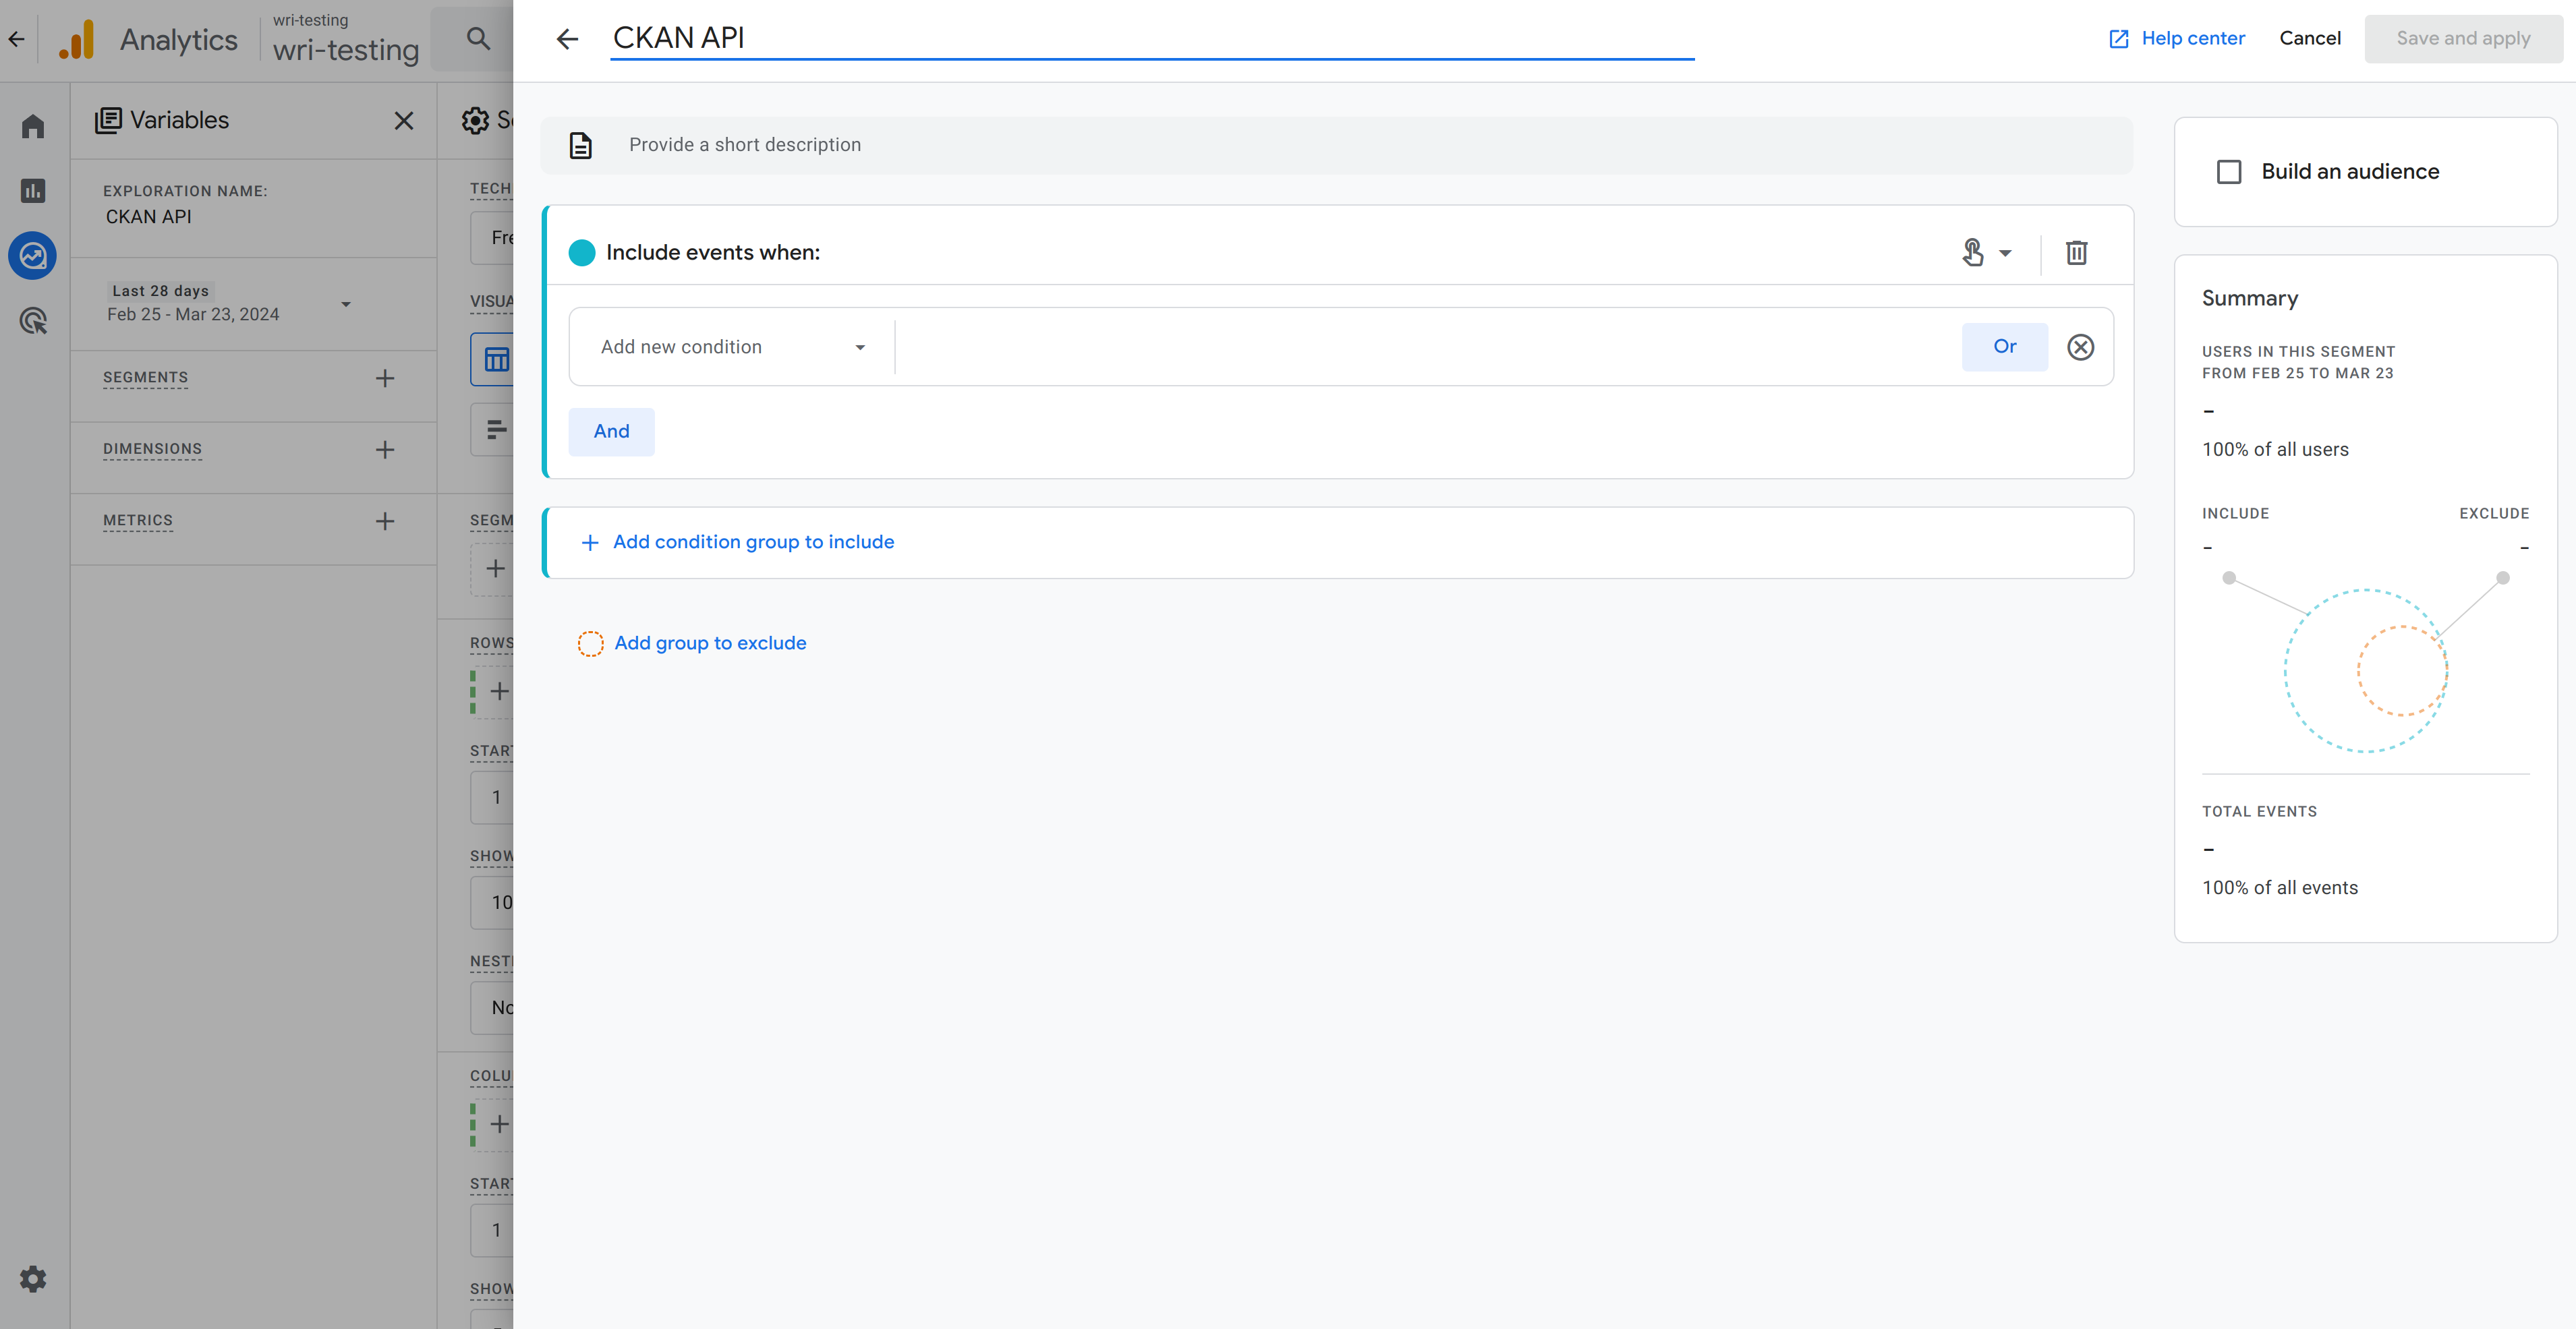 Analytics
wri-testing
wri-testing
CKAN API
Help center
Cancel
Save and apply
Variables
EXPLORATION NAME:
CKAN API
Last 28 days
Feb 25 - Mar 23, 2024
SEGMENTS
DIMENSIONS
METRICS
TECH
Fre
VISUA
SEGM
ROWS
START
1
SHOW
10
NESTE
No
COLU
START
1
SHOW
Provide a short description
Include events when:
Add new condition
Or
And
Add condition group to include
Add group to exclude
Build an audience
Summary
USERS IN THIS SEGMENT
FROM FEB 25 TO MAR 23
–
100% of all users
INCLUDE
EXCLUDE
-
-
TOTAL EVENTS
–
100% of all events